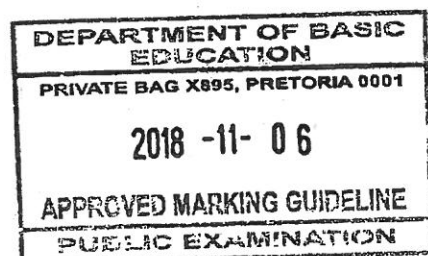 DEPARTMENT OF BASIC
EDUCATION
PRIVATE BAG X895, PRETORIA 0001
2018 -11- 06
APPROVED MARKING GUIDELINE
PUBLIC EXAMINATION